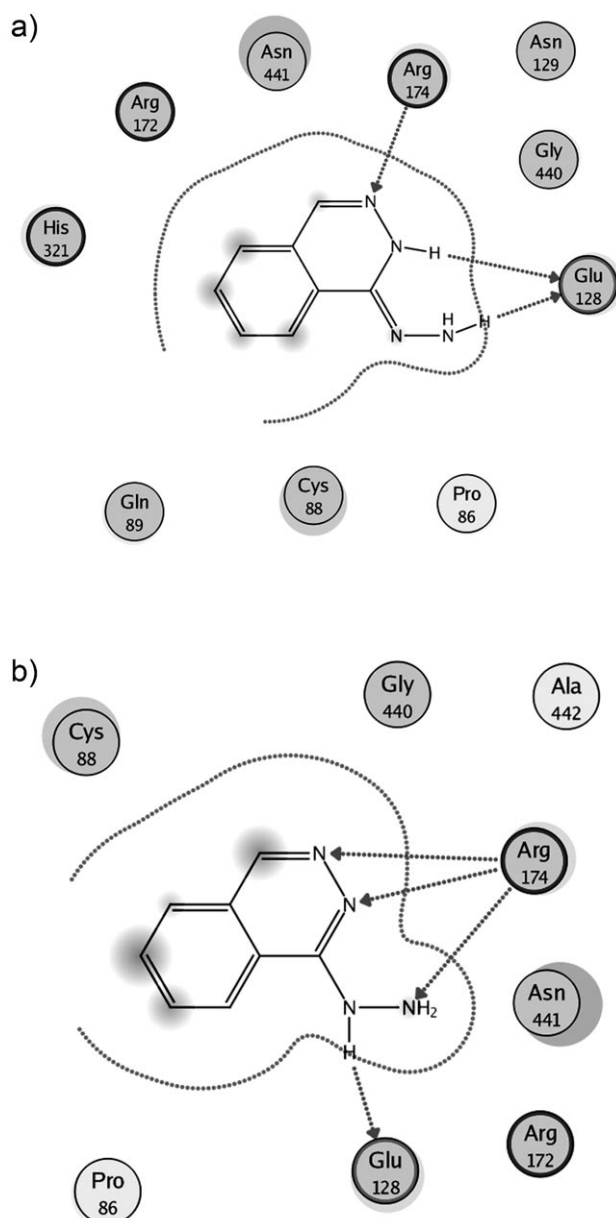 a)
Asn
441
Arg
174
Asn
129
Arg
172
Gly
440
N
His
321
N
H
Glu
128
H
N
N
H
Gln
89
Cys
88
Pro
86
b)
Gly
440
Ala
442
Cys
88
N
Arg
174
N
N
NH₂
Asn
441
H
Arg
172
Glu
128
Pro
86